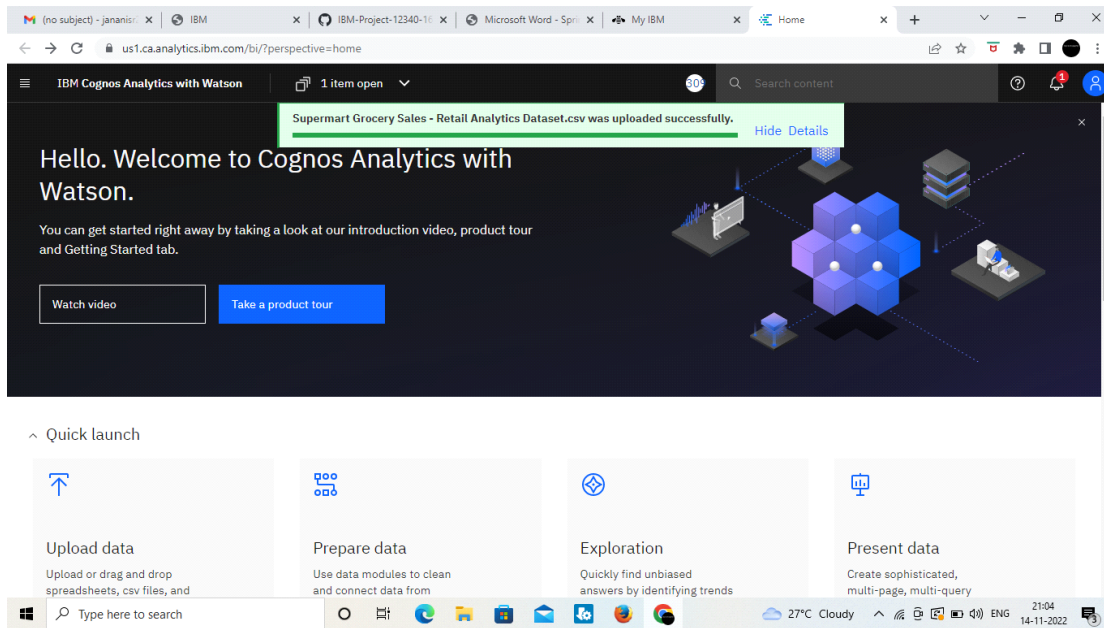 (no subject) - jananisr
IBM
IBM-Project-12340-16
Microsoft Word - Spri
My IBM
Home
us1.ca.analytics.ibm.com/bi/?perspective=home
IBM Cognos Analytics with Watson
1 item open
309
Search content
1
Supermart Grocery Sales - Retail Analytics Dataset.csv was uploaded successfully.
Hide Details
Hello. Welcome to Cognos Analytics with
Watson.
You can get started right away by taking a look at our introduction video, product tour
and Getting Started tab.
Watch video
Take a product tour
Quick launch
Upload data
Upload or drag and drop
spreadsheets, csv files, and
Prepare data
Use data modules to clean
and connect data from
Exploration
Quickly find unbiased
answers by identifying trends
Present data
Create sophisticated,
multi-page, multi-query
Type here to search
27°C Cloudy
ENG
21:04
14-11-2022
3